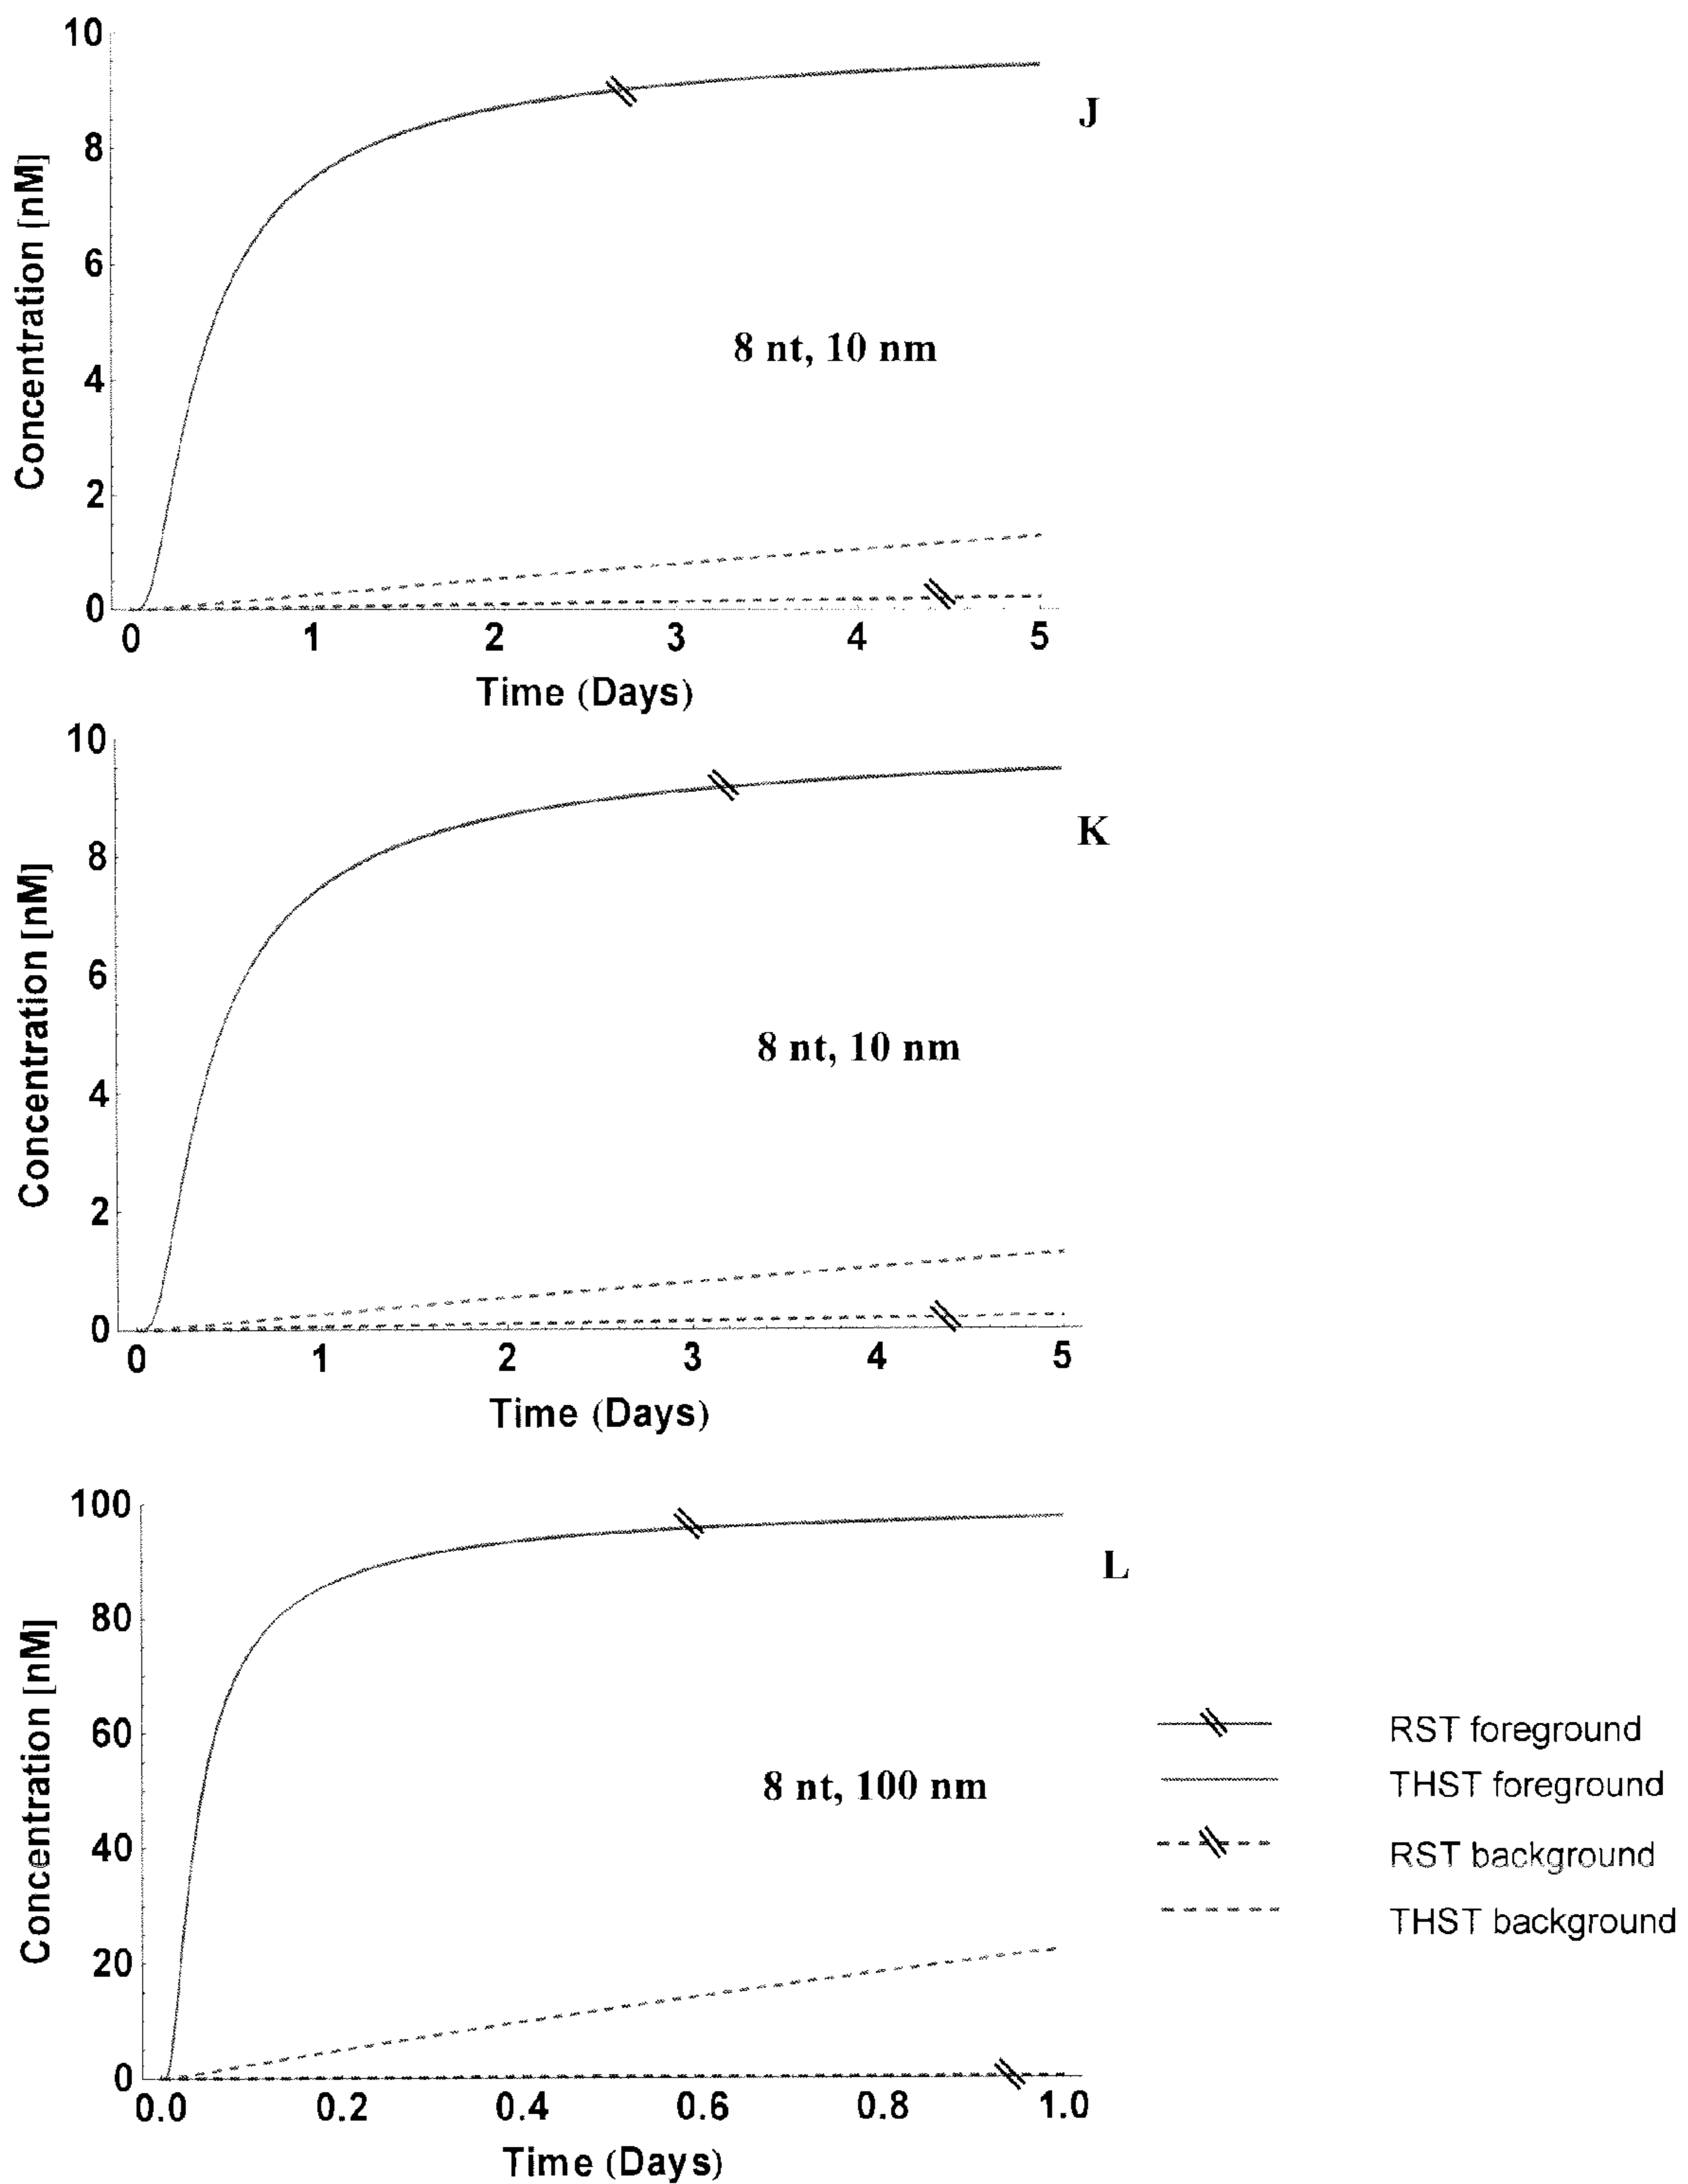 10
8
6
4
2
0
Concentration [nM]
J
8 nt, 10 nm
0 1 2 3 4 5
Time (Days)
10
8
6
4
2
0
Concentration [nM]
K
8 nt, 10 nm
0 1 2 3 4 5
Time (Days)
100
80
60
40
20
0
Concentration [nM]
L
8 nt, 100 nm
0.0 0.2 0.4 0.6 0.8 1.0
Time (Days)
RST foreground
THST foreground
RST background
THST background